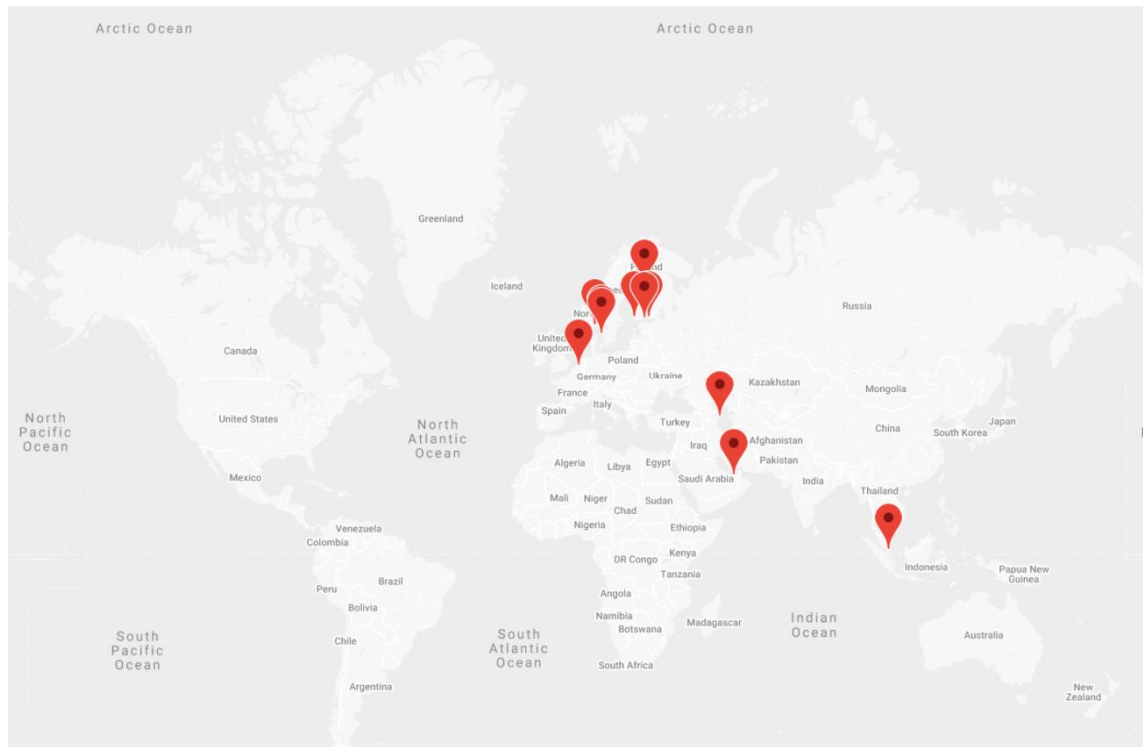 Arctic Ocean
Arctic Ocean
Greenland
Iceland
Russia
Canada
United
Kingdom
Poland
Germany
Ukraine
Kazakhstan
Mongolia
France
Italy
Spain
Turkey
North
Pacific
Ocean
United States
North
Atlantic
Ocean
Iraq
Afghanistan
China
South Korea
Japan
Algeria
Libya
Egypt
Saudi Arabia
Pakistan
India
Mexico
Thailand
Mali
Niger
Chad
Sudan
Nigeria
Ethiopia
Venezuela
Colombia
DR Congo
Kenya
Tanzania
Indonesia
Papua New
Guinea
Peru
Brazil
Bolivia
Angola
Namibia
Botswana
Madagascar
Indian
Ocean
Australia
South
Pacific
Ocean
Chile
South
Atlantic
Ocean
South Africa
Argentina
New
Zealand